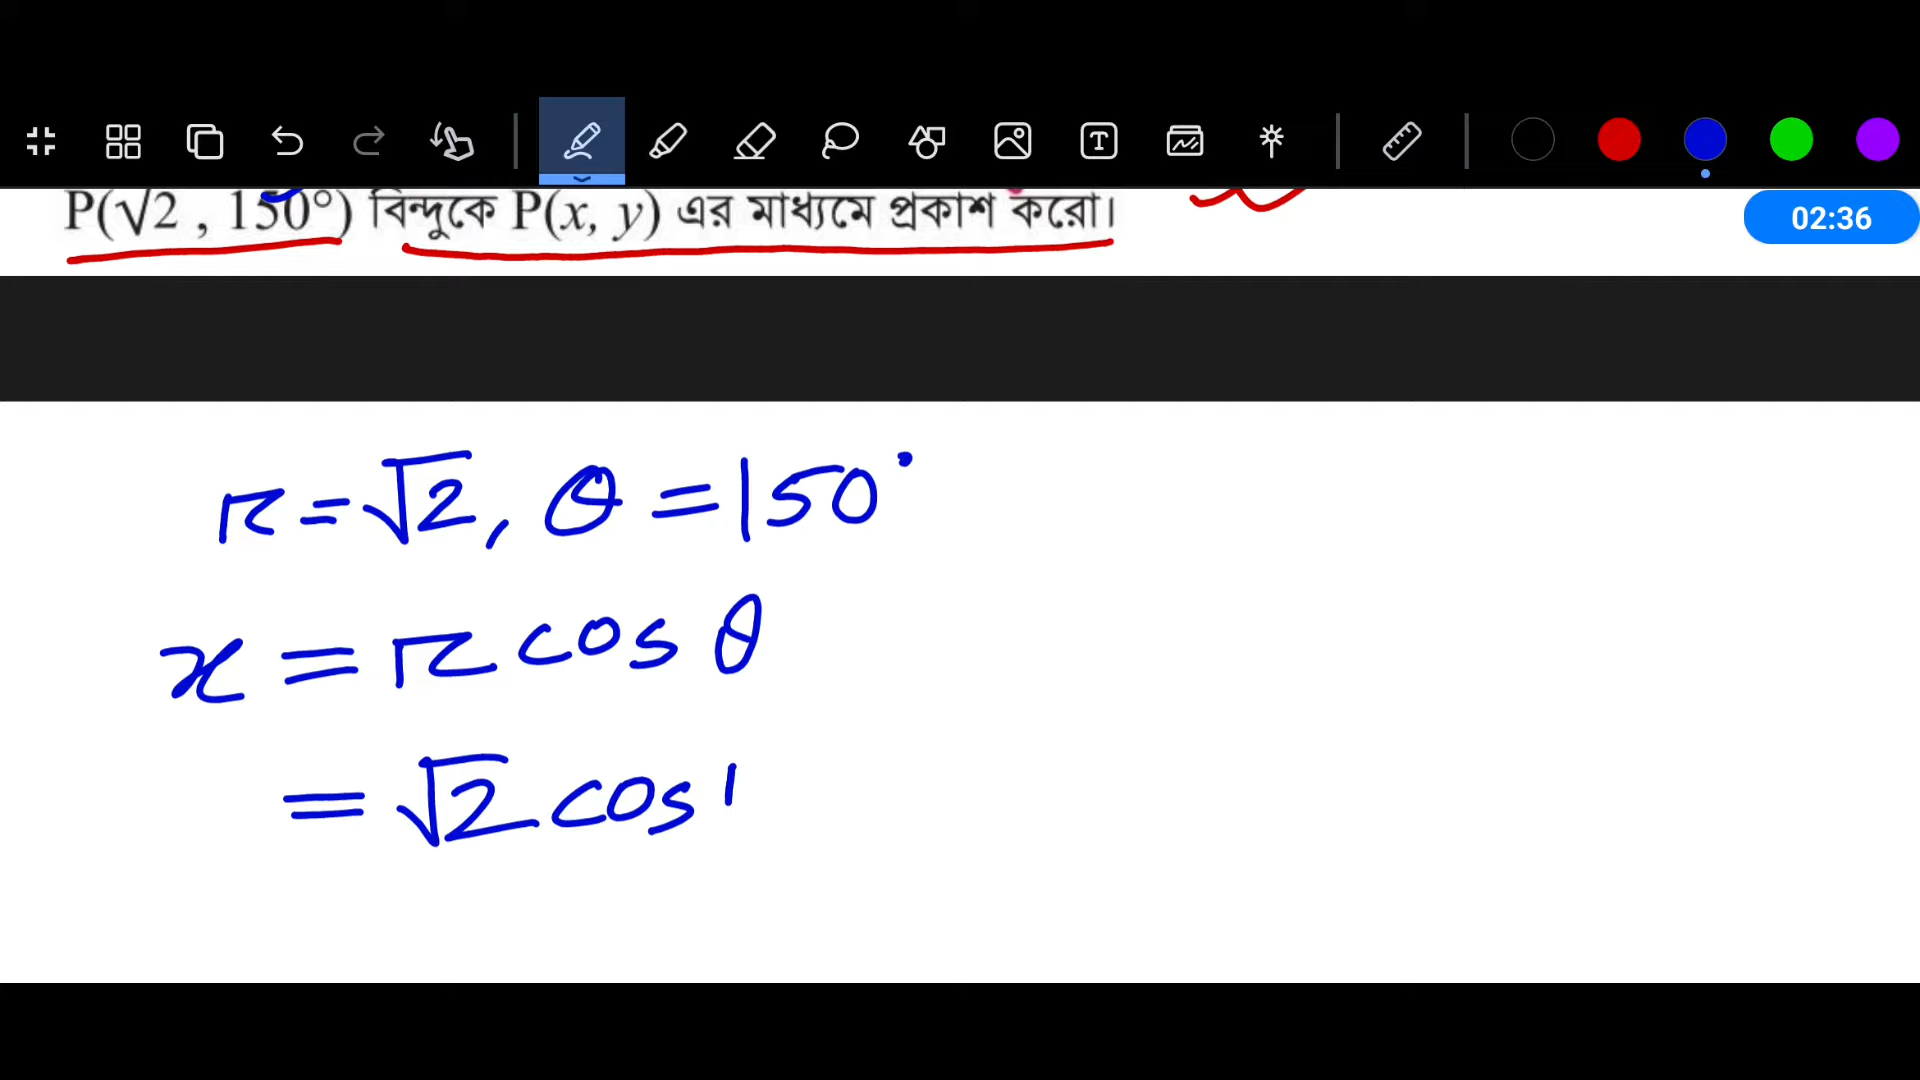 P(√2 , 150°) বিন্দুকে P(x, y) এর মাধ্যমে প্রকাশ করো।
02:36
r = √2, θ = 150°
x = r cos θ
= √2 cos 1